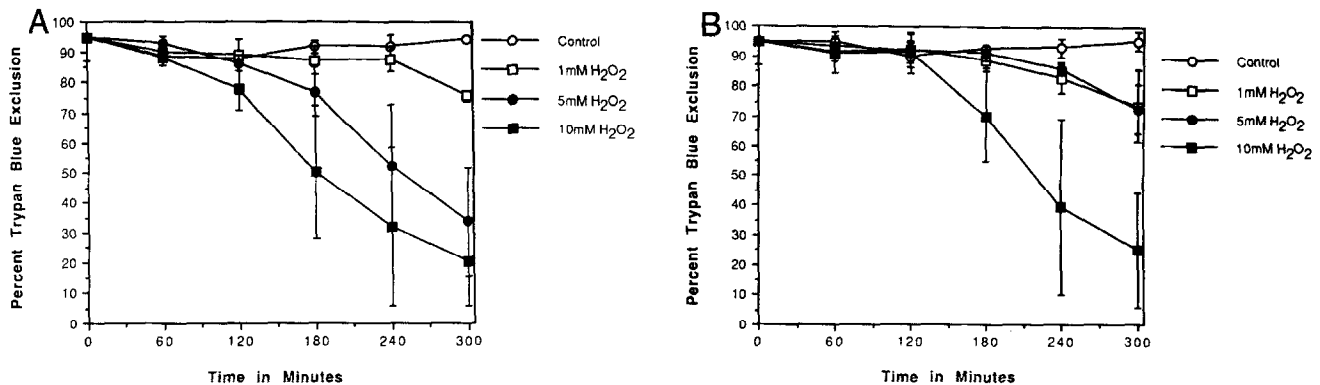 A
Percent Trypan Blue Exclusion
100
90
80
70
60
50
40
30
20
10
0
0 60 120 180 240 300
Time in Minutes
Control
1mM H2O2
5mM H2O2
10mM H2O2
B
Percent Trypan Blue Exclusion
100
90
80
70
60
50
40
30
20
10
0
0 60 120 180 240 300
Time in Minutes
Control
1mM H2O2
5mM H2O2
10mM H2O2